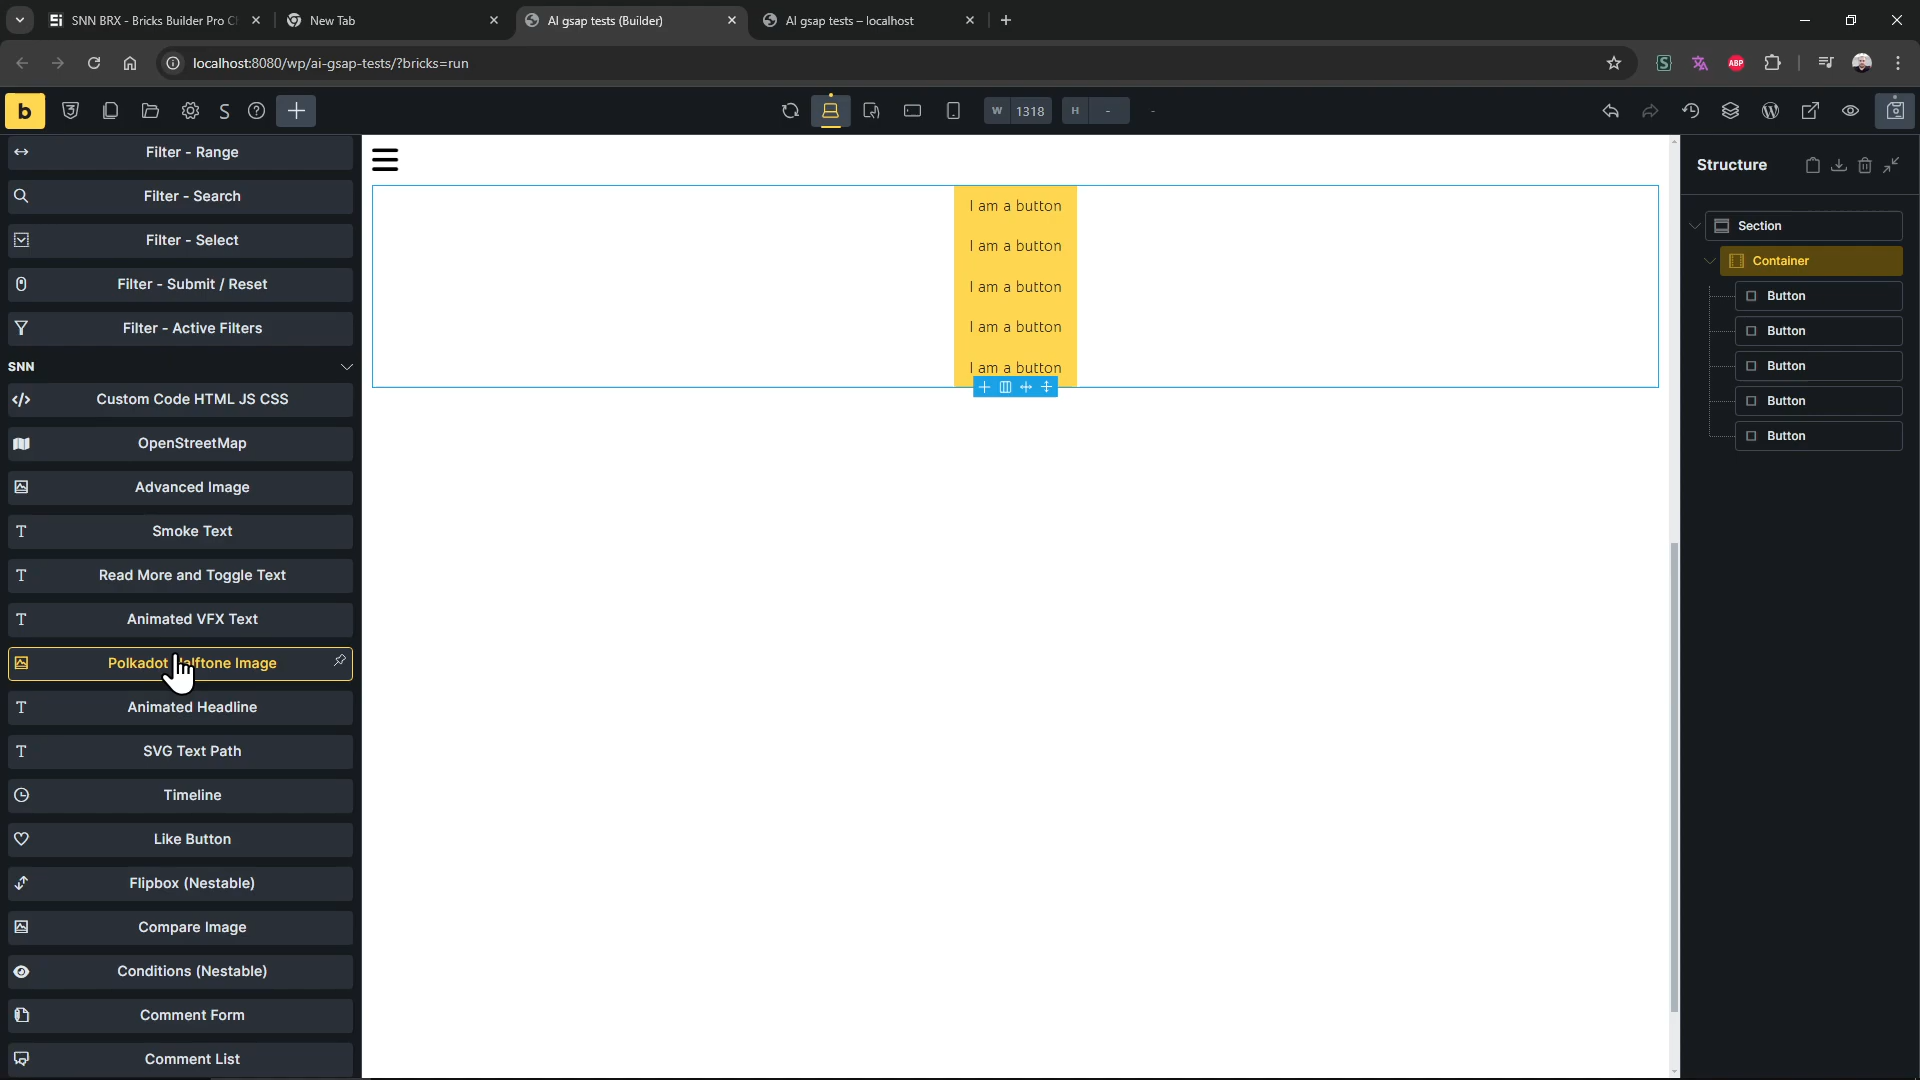 SNN BRX - Bricks Builder Pro Ch
New Tab
AI gsap tests (Builder)
AI gsap tests – localhost
localhost:8080/wp/ai-gsap-tests/?bricks=run
ABP
b
S
W 1318
H -
-
Filter - Range
Filter - Search
Filter - Select
Filter - Submit / Reset
Filter - Active Filters
SNN
Custom Code HTML JS CSS
OpenStreetMap
Advanced Image
Smoke Text
Read More and Toggle Text
Animated VFX Text
Polkadot Halftone Image
Animated Headline
SVG Text Path
Timeline
Like Button
Flipbox (Nestable)
Compare Image
Conditions (Nestable)
Comment Form
Comment List
I am a button
I am a button
I am a button
I am a button
I am a button
Structure
Section
Container
Button
Button
Button
Button
Button